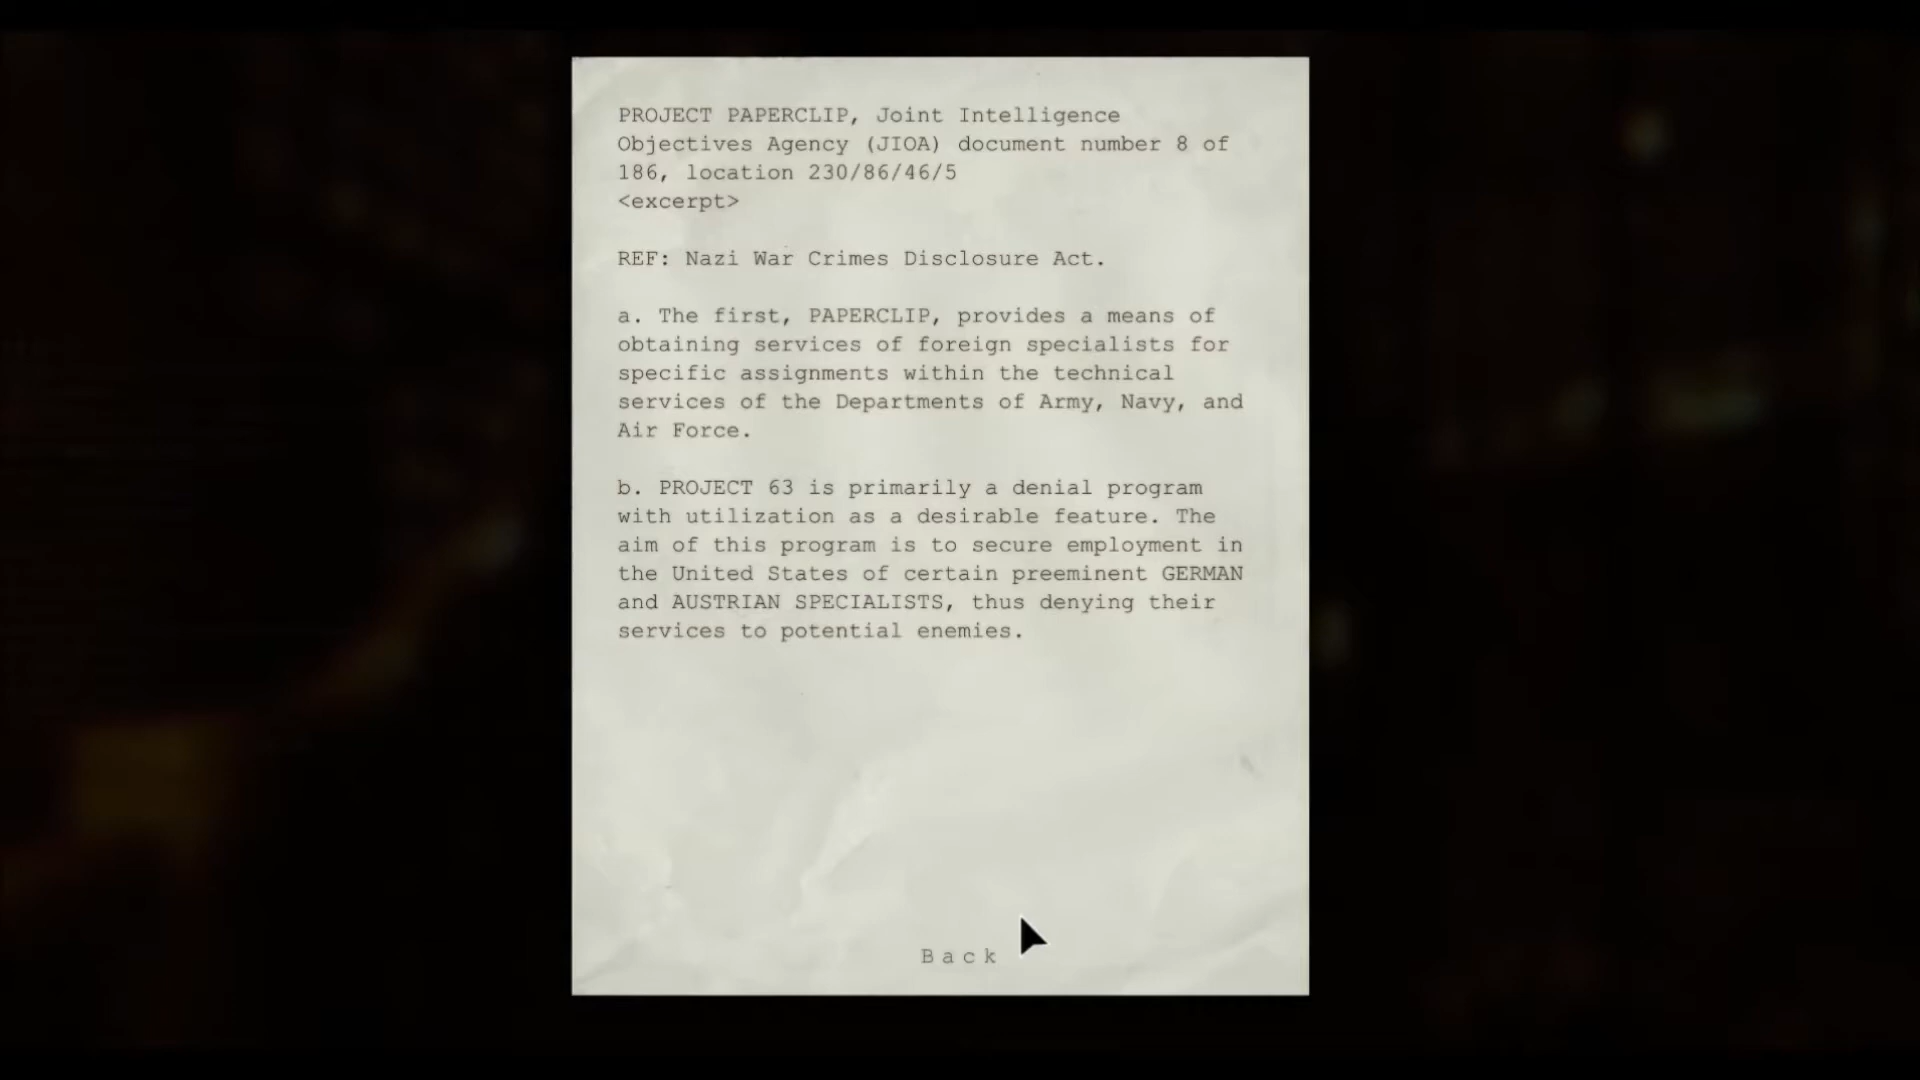 PROJECT PAPERCLIP, Joint Intelligence
Objectives Agency (JIOA) document number 8 of
186, location 230/86/46/5
<excerpt>
REF: Nazi War Crimes Disclosure Act.
a. The first, PAPERCLIP, provides a means of
obtaining services of foreign specialists for
specific assignments within the technical
services of the Departments of Army, Navy, and
Air Force.
b. PROJECT 63 is primarily a denial program
with utilization as a desirable feature. The
aim of this program is to secure employment in
the United States of certain preeminent GERMAN
and AUSTRIAN SPECIALISTS, thus denying their
services to potential enemies.
Back